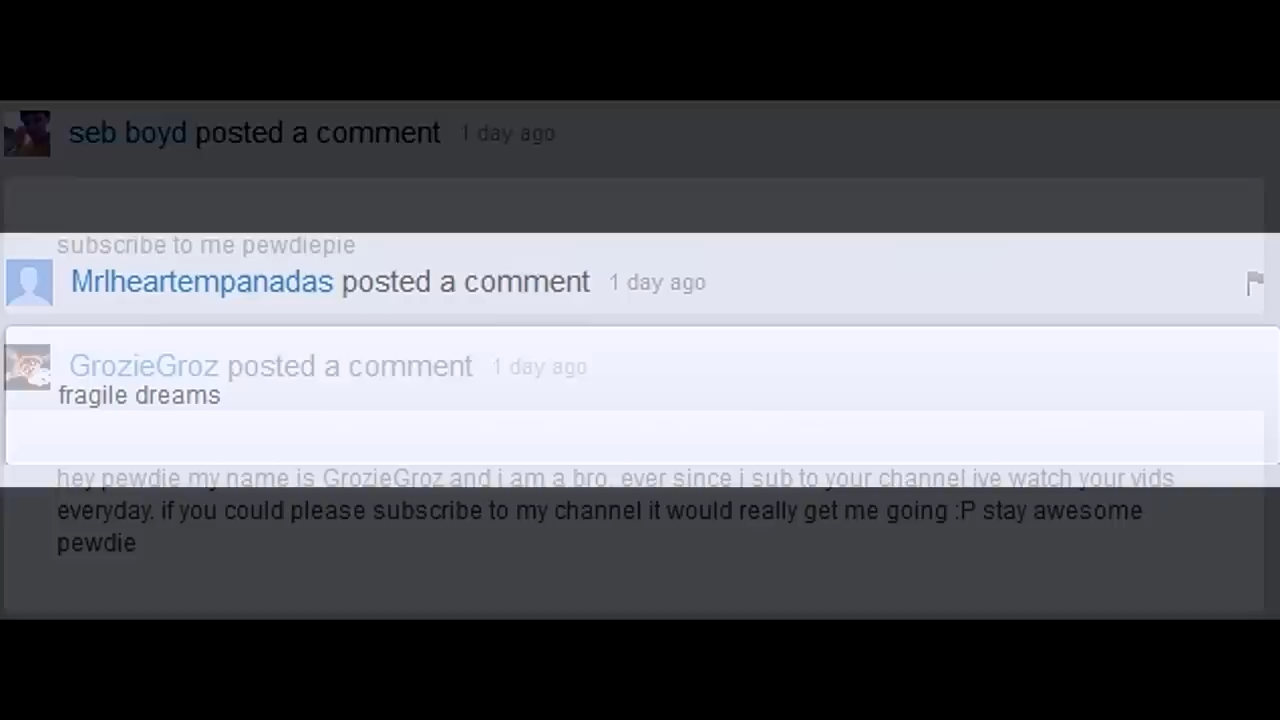 seb boyd posted a comment 1 day ago
subscribe to me pewdiepie
Mrlheartempanadas posted a comment 1 day ago
GrozieGroz posted a comment 1 day ago
fragile dreams
hey pewdie my name is GrozieGroz and i am a bro. ever since i sub to your channel ive watch your vids
everyday. if you could please subscribe to my channel it would really get me going :P stay awesome
pewdie